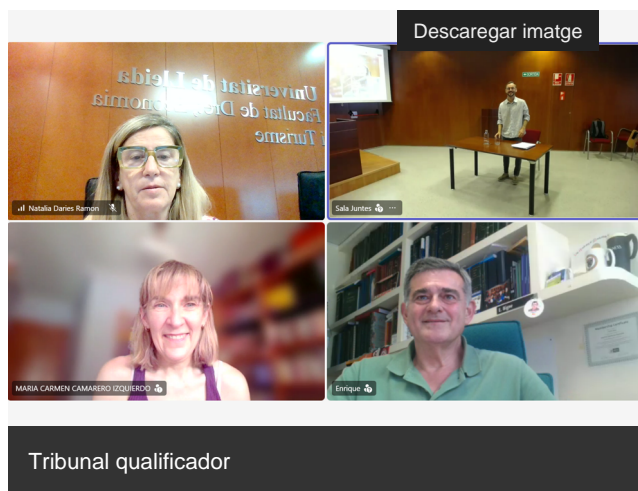 Descaregar imatge
Universitat de Lleida
Facultat de Dret, Economia
i Turisme
Natalia Daries Ramon
Sala Juntes
MARIA CARMEN CAMARERO IZQUIERDO
Enrique
Tribunal qualificador